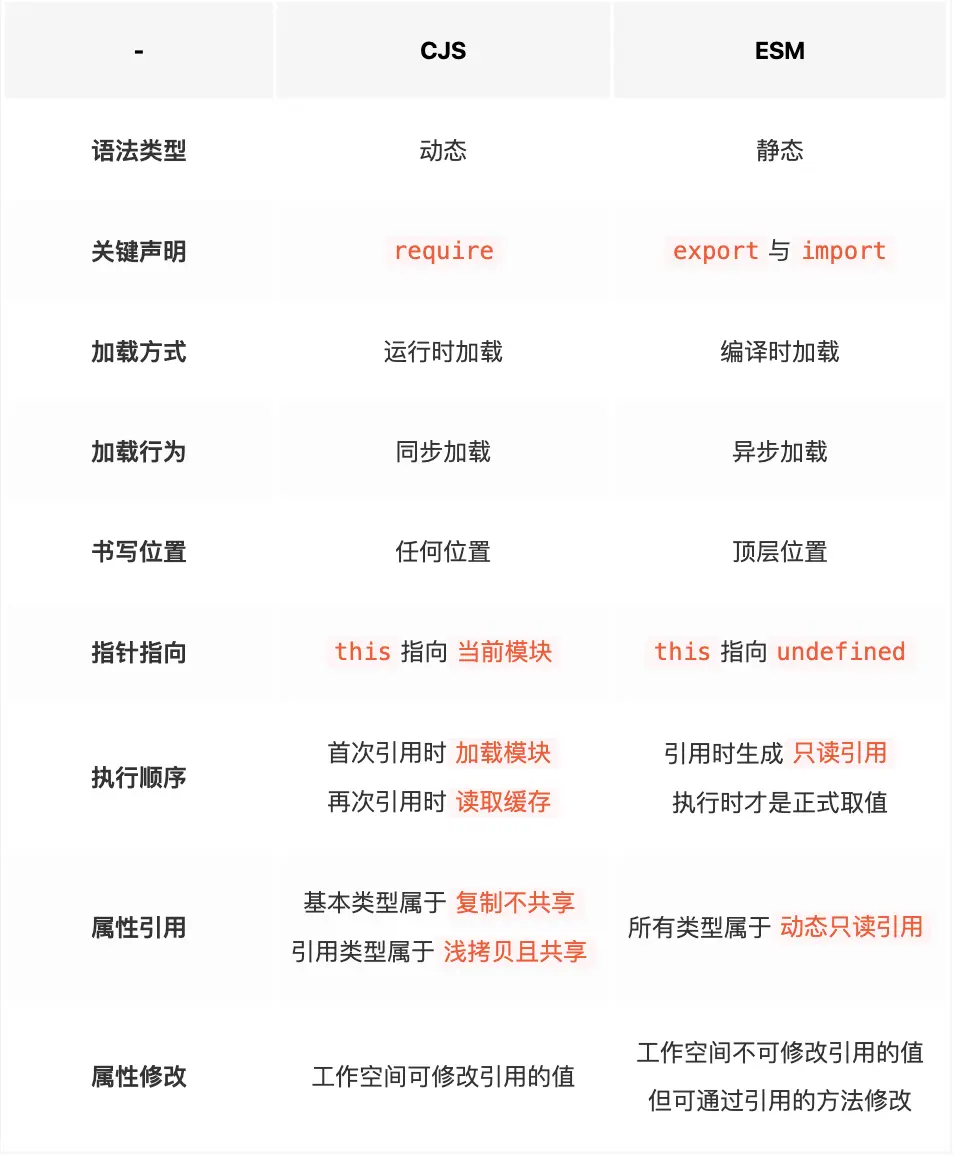 - CJS ESM
语法类型 动态 静态
关键声明 require export 与 import
加载方式 运行时加载 编译时加载
加载行为 同步加载 异步加载
书写位置 任何位置 顶层位置
指针指向 this 指向 当前模块 this 指向 undefined
执行顺序
首次引用时 加载模块
再次引用时 读取缓存
引用时生成 只读引用
执行时才是正式取值
属性引用
基本类型属于 复制不共享
引用类型属于 浅拷贝且共享
所有类型属于 动态只读引用
属性修改
工作空间可修改引用的值
工作空间不可修改引用的值
但可通过引用的方法修改